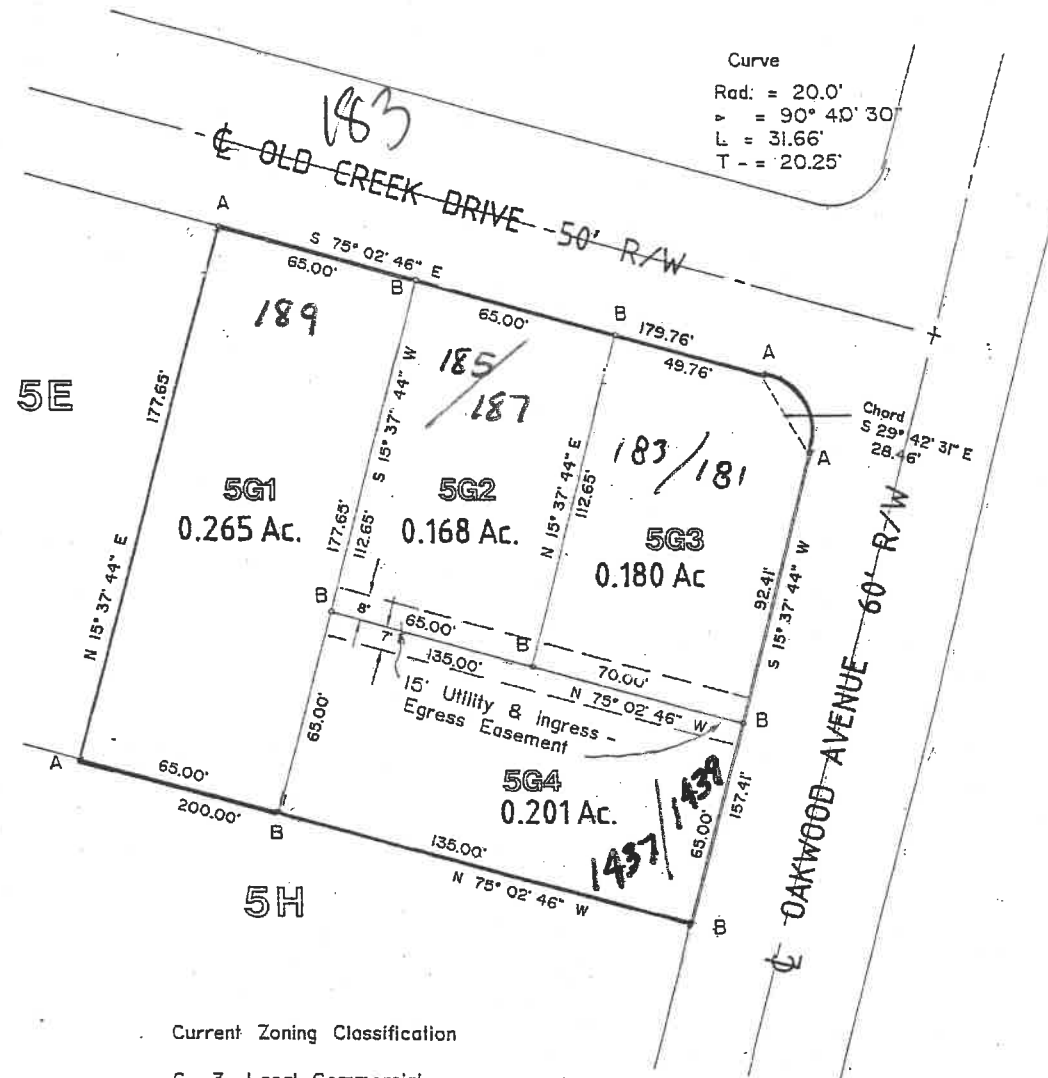 Curve
Rad. = 20.0'
= 90° 40' 30"
L = 31.66'
T - = 20.25'
183
℄ OLD CREEK DRIVE 50' R/W
A
S 75° 02' 46" E
65.00'
B
65.00'
B
179.76'
49.76'
A
Chord
S 29° 42' 31" E
28.46'
A
189
185/187
183/181
5E
177.65'
N 15° 37' 44" E
5G1
0.265 Ac.
S 15° 37' 44" W
177.65'
112.65'
5G2
0.168 Ac.
N 15° 37' 44" E
112.65'
5G3
0.180 Ac
92.41'
S 15° 37' 44" W
℄ OAKWOOD AVENUE 60' R/W
B
8'
7'
65.00'
135.00'
B
70.00'
N 75° 02' 46" W
B
15' Utility & Ingress -
Egress Easement
65.00'
5G4
0.201 Ac.
1437/1439
65.00'
157.41'
A
65.00'
200.00'
B
135.00'
N 75° 02' 46" W
B
5H
Current Zoning Classification